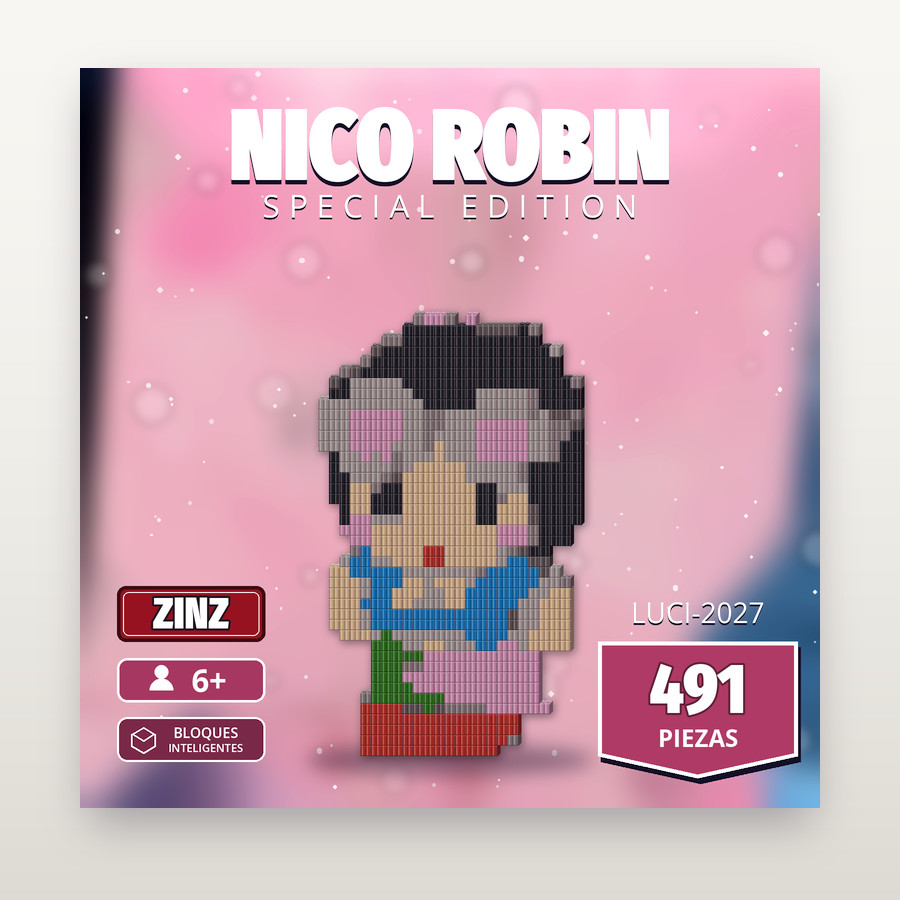 NICO ROBIN
SPECIAL EDITION
ZINZ
6+
BLOQUES
INTELIGENTES
LUCI-2027
491
PIEZAS